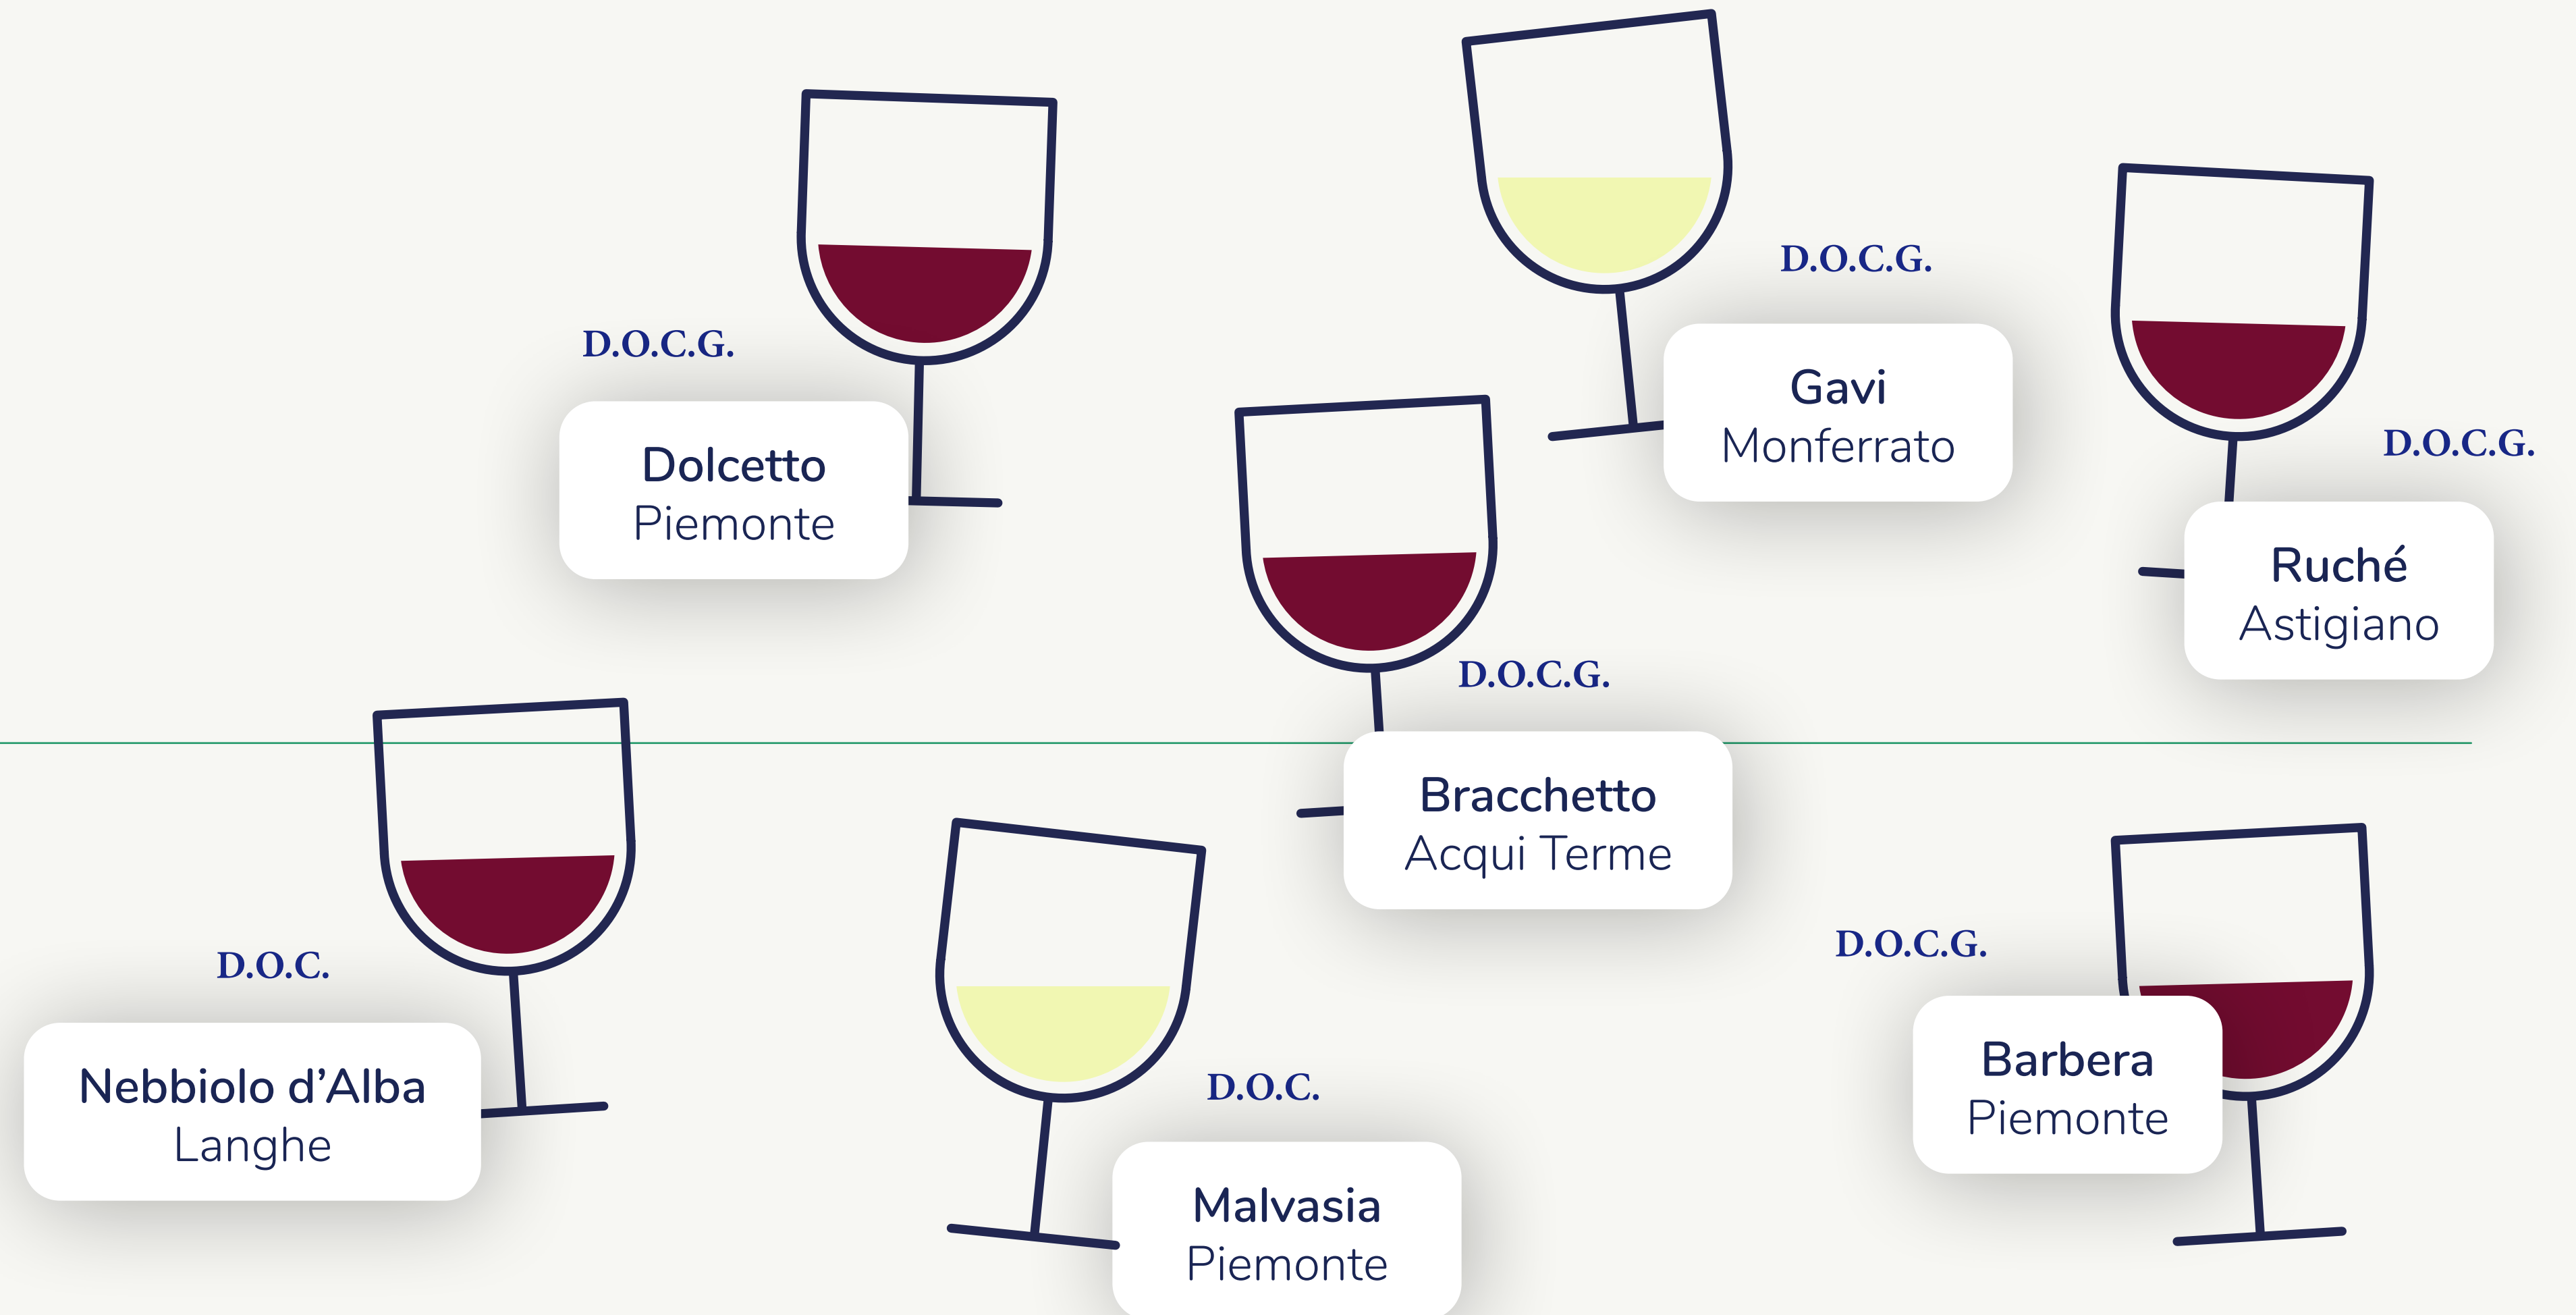 D.O.C.G.
Dolcetto
Piemonte
D.O.C.G.
Gavi
Monferrato
D.O.C.G.
Ruché
Astigiano
D.O.C.G.
Bracchetto
Acqui Terme
D.O.C.
Nebbiolo d’Alba
Langhe
D.O.C.
Malvasia
Piemonte
D.O.C.G.
Barbera
Piemonte